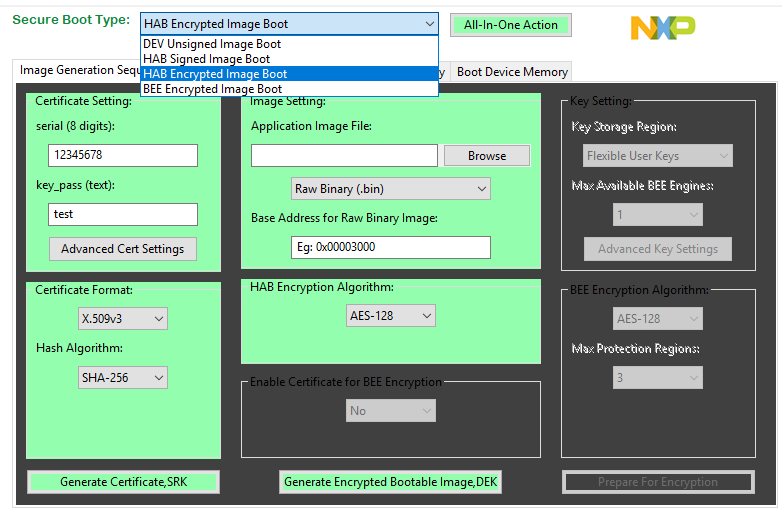 Secure Boot Type:
HAB Encrypted Image Boot
All-In-One Action
NXP
DEV Unsigned Image Boot
HAB Signed Image Boot
HAB Encrypted Image Boot
BEE Encrypted Image Boot
Image Generation Sequ
y
Boot Device Memory
Certificate Setting:
serial (8 digits):
12345678
key_pass (text):
test
Advanced Cert Settings
Certificate Format:
X.509v3
Hash Algorithm:
SHA-256
Generate Certificate,SRK
Image Setting:
Application Image File:
Browse
Raw Binary (.bin)
Base Address for Raw Binary Image:
Eg: 0x00003000
HAB Encryption Algorithm:
AES-128
Enable Certificate for BEE Encryption
No
Generate Encrypted Bootable Image,DEK
Key Setting:
Key Storage Region:
Flexible User Keys
Max Available BEE Engines:
1
Advanced Key Settings
BEE Encryption Algorithm:
AES-128
Max Protection Regions:
3
Prepare For Encryption